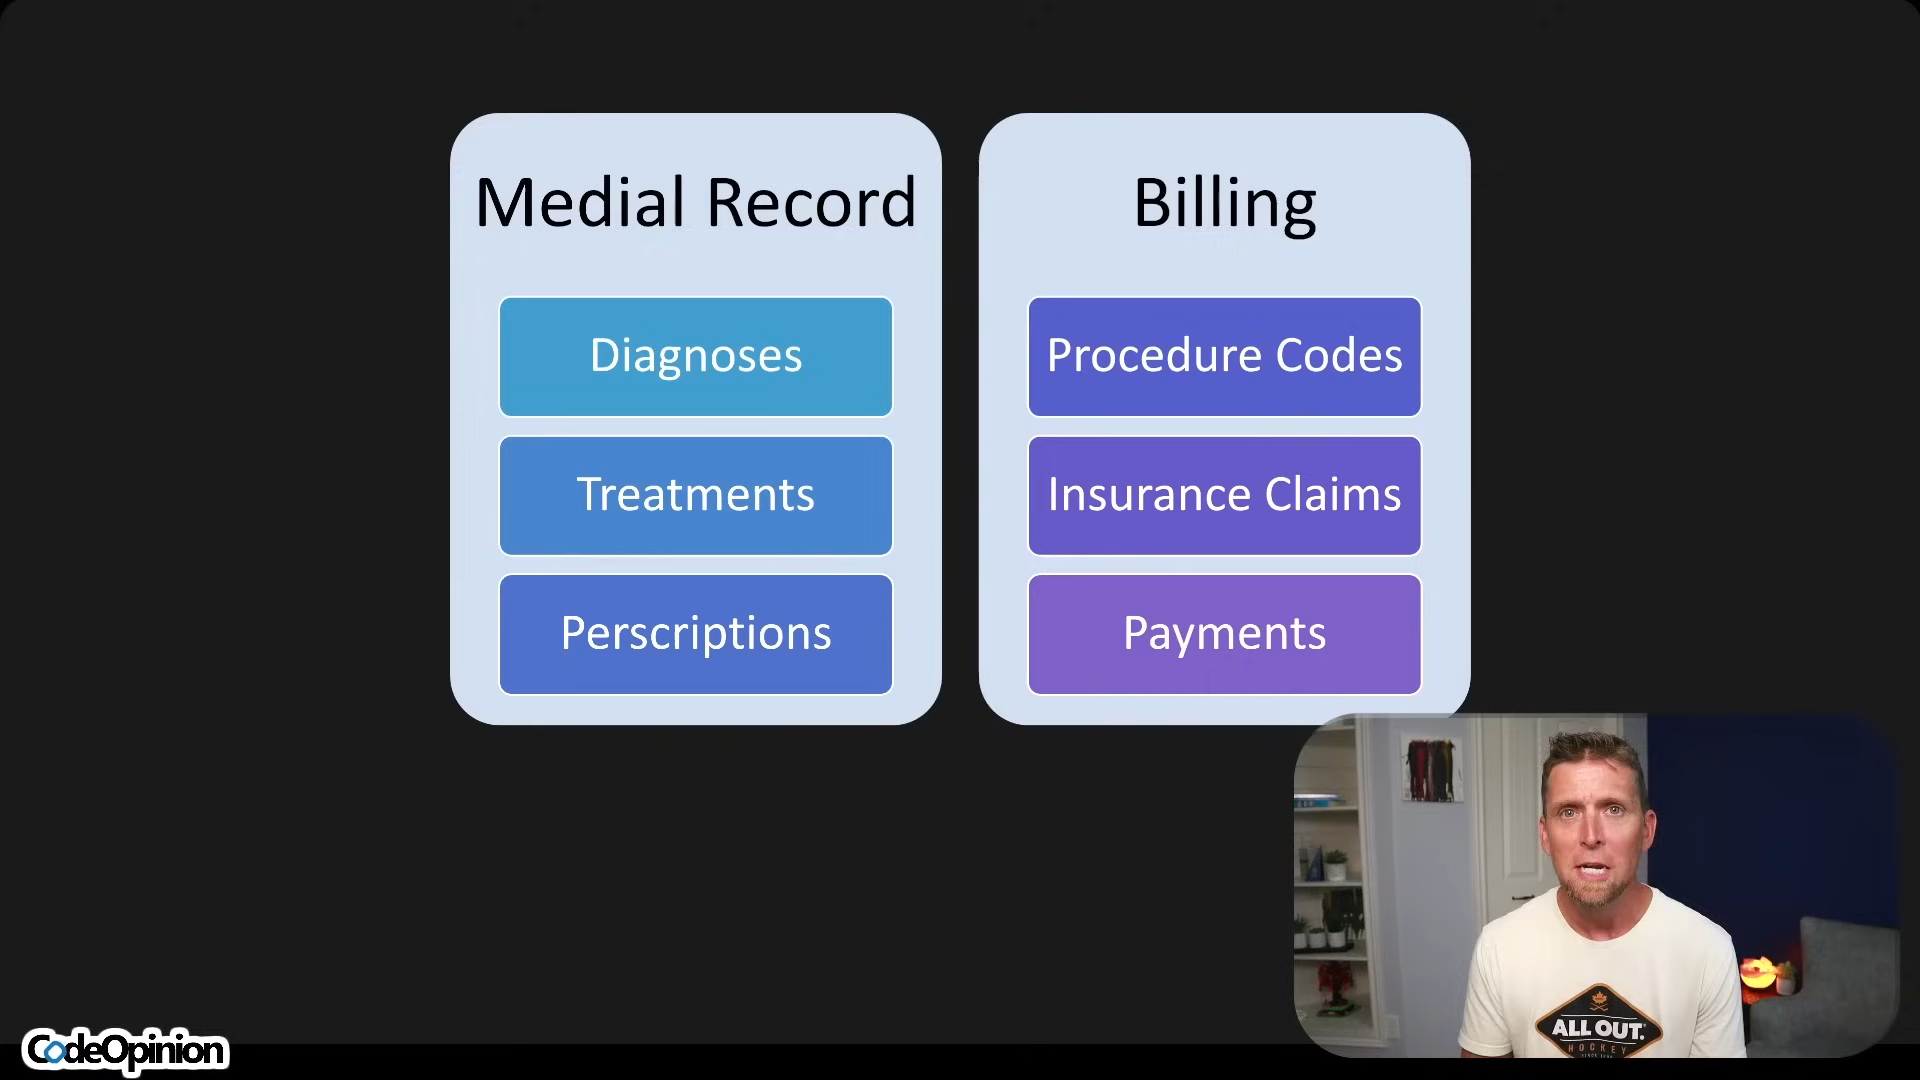 Medial Record
Diagnoses
Treatments
Perscriptions
Billing
Procedure Codes
Insurance Claims
Payments
ALL OUT.
HOCKEY
CodeOpinion